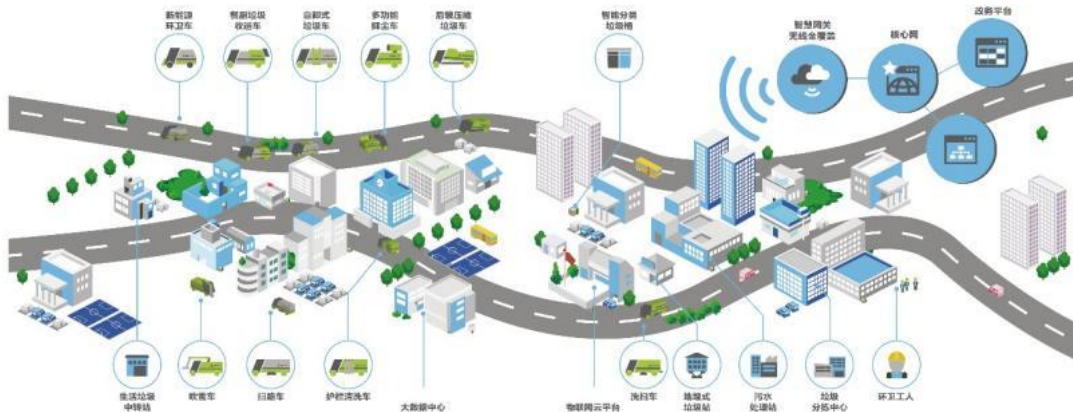 新能源
环卫车
餐厨垃圾
收运车
自卸式
垃圾车
多功能
抑尘车
后装压缩
垃圾车
智能分类
垃圾桶
智慧网关
无线全覆盖
核心网
政务平台
生活垃圾
中转站
吹雪车
扫路车
护栏清洗车
大数据中心
物联网云平台
洗扫车
地埋式
垃圾站
污水
处理站
垃圾
分拣中心
环卫工人